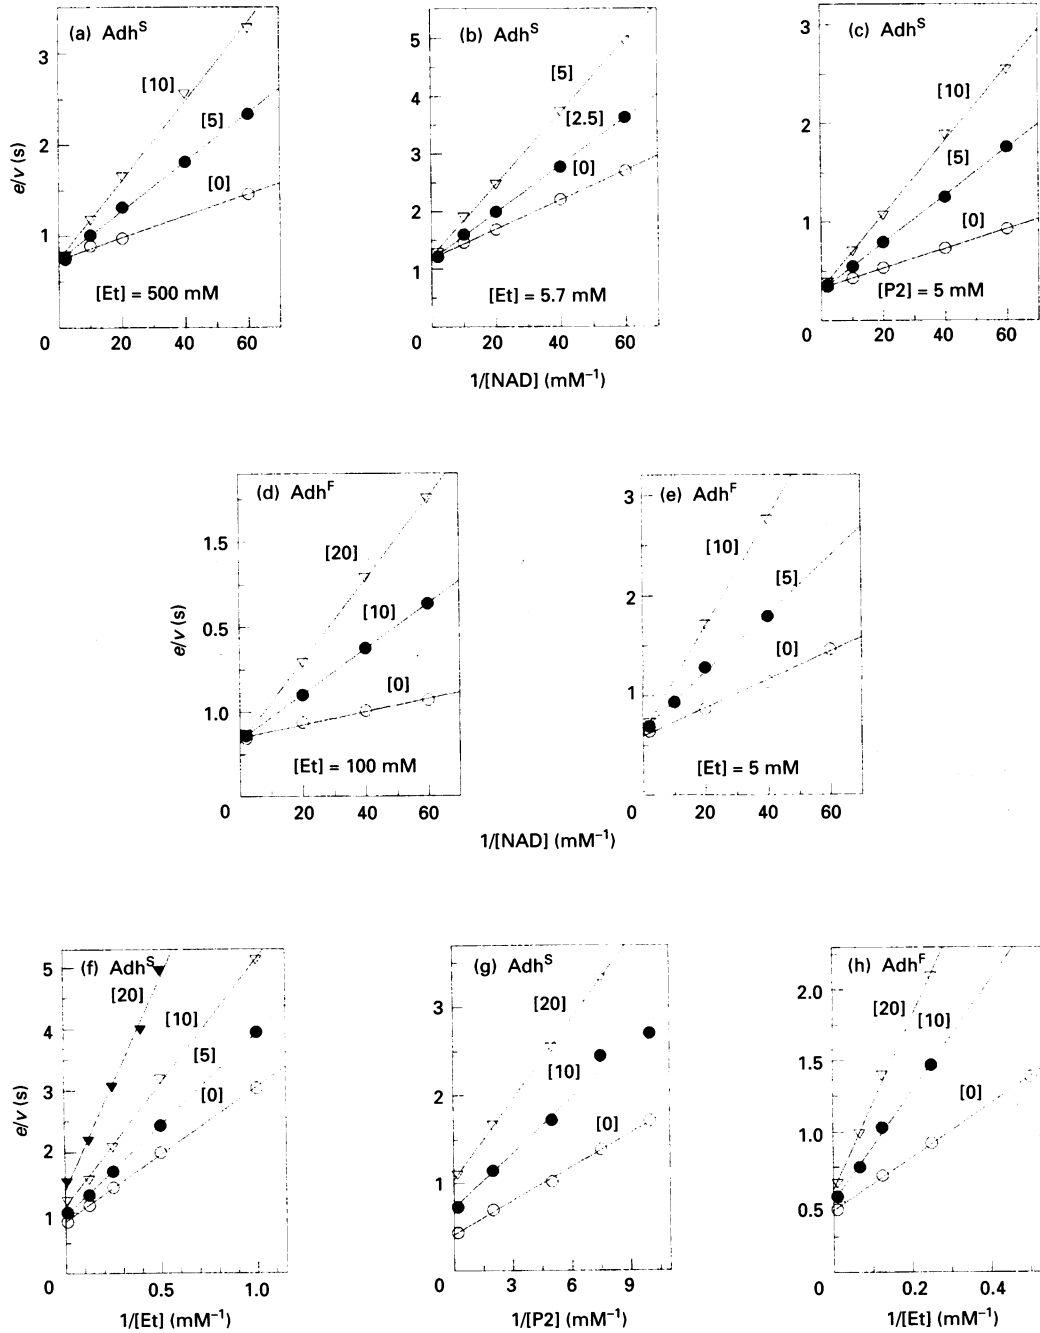 (a) Adh^S
3
2
1
e/v (s)
[10]
[5]
[0]
[Et] = 500 mM
0 20 40 60
(b) Adh^S
5
4
3
2
1
[5]
[2.5]
[0]
[Et] = 5.7 mM
0 20 40 60
(c) Adh^S
3
2
1
[10]
[5]
[0]
[P2] = 5 mM
0 20 40 60
1/[NAD] (mM⁻¹)
(d) Adh^F
1.5
0.5
1.0
e/v (s)
[20]
[10]
[0]
[Et] = 100 mM
0 20 40 60
(e) Adh^F
3
2
1
[10]
[5]
[0]
[Et] = 5 mM
0 20 40 60
1/[NAD] (mM⁻¹)
(f) Adh^S
5
4
3
2
1
0
e/v (s)
[20]
[10]
[5]
[0]
0 0.5 1.0
1/[Et] (mM⁻¹)
(g) Adh^S
3
2
1
0
[20]
[10]
[0]
3 6 9
1/[P2] (mM⁻¹)
(h) Adh^F
2.0
1.5
1.0
0.5
[20]
[10]
[0]
0 0.2 0.4
1/[Et] (mM⁻¹)